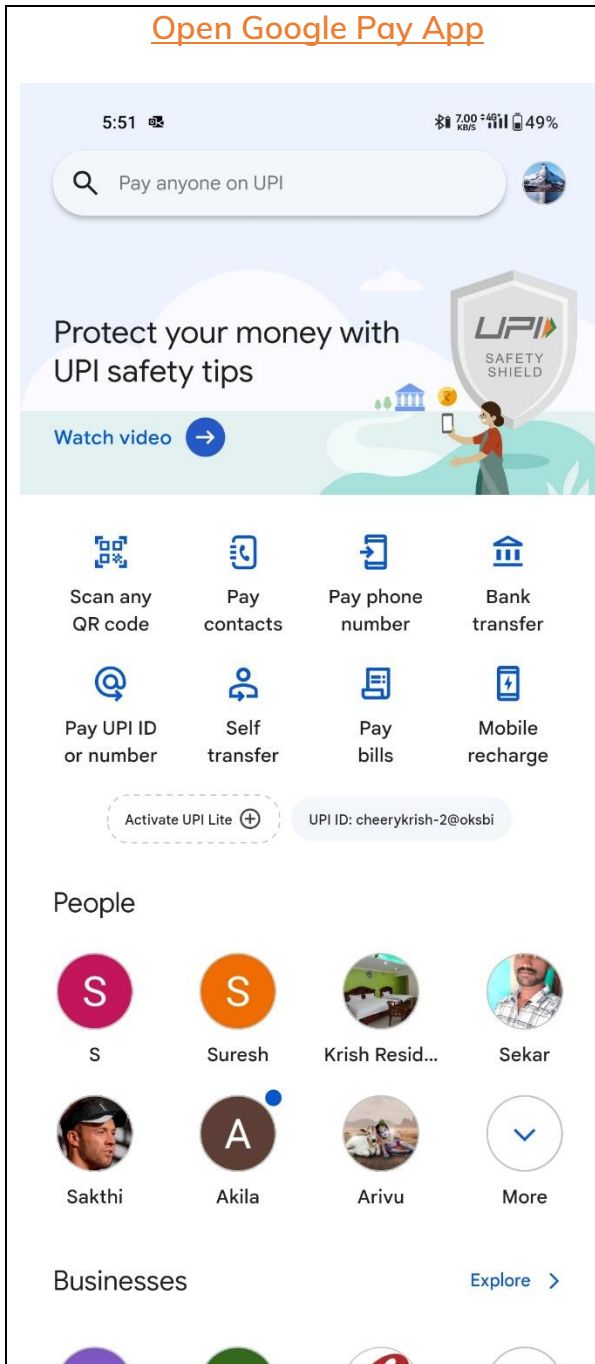 Open Google Pay App
5:51
7.00 KB/S 4G 49%
Pay anyone on UPI
Protect your money with
UPI safety tips
UPI
SAFETY
SHIELD
Watch video
Scan any
QR code
Pay
contacts
Pay phone
number
Bank
transfer
Pay UPI ID
or number
Self
transfer
Pay
bills
Mobile
recharge
Activate UPI Lite
UPI ID: cheerykrish-2@oksbi
People
S
S
S
Suresh
Krish Resid...
Sekar
A
Sakthi
Akila
Arivu
More
Businesses
Explore